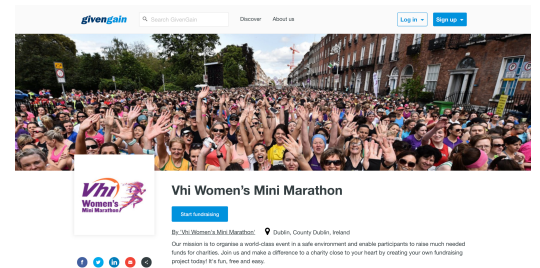 givengain
Search GivenGain
Discover
About us
Log in
Sign up
Vhi
Women's
Mini Marathon
Vhi Women's Mini Marathon
Start fundraising
By 'Vhi Women's Mini Marathon'
Dublin, County Dublin, Ireland
Our mission is to organise a world-class event in a safe environment and enable participants to raise much needed
funds for charities. Join us and make a difference to a charity close to your heart by creating your own fundraising
project today! It's fun, free and easy.